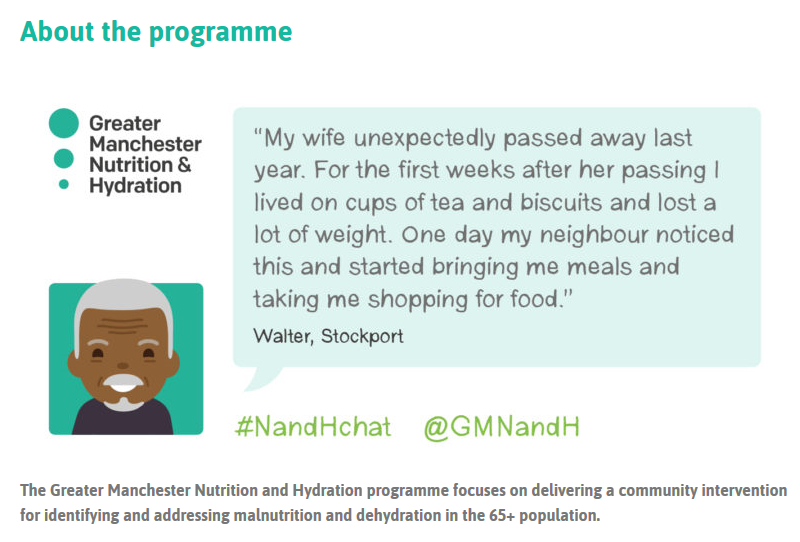 About the programme
Greater
Manchester
Nutrition &
Hydration
“My wife unexpectedly passed away last
year. For the first weeks after her passing I
lived on cups of tea and biscuits and lost a
lot of weight. One day my neighbour noticed
this and started bringing me meals and
taking me shopping for food.”
Walter, Stockport
#NandHchat @GMNandH
The Greater Manchester Nutrition and Hydration programme focuses on delivering a community intervention
for identifying and addressing malnutrition and dehydration in the 65+ population.